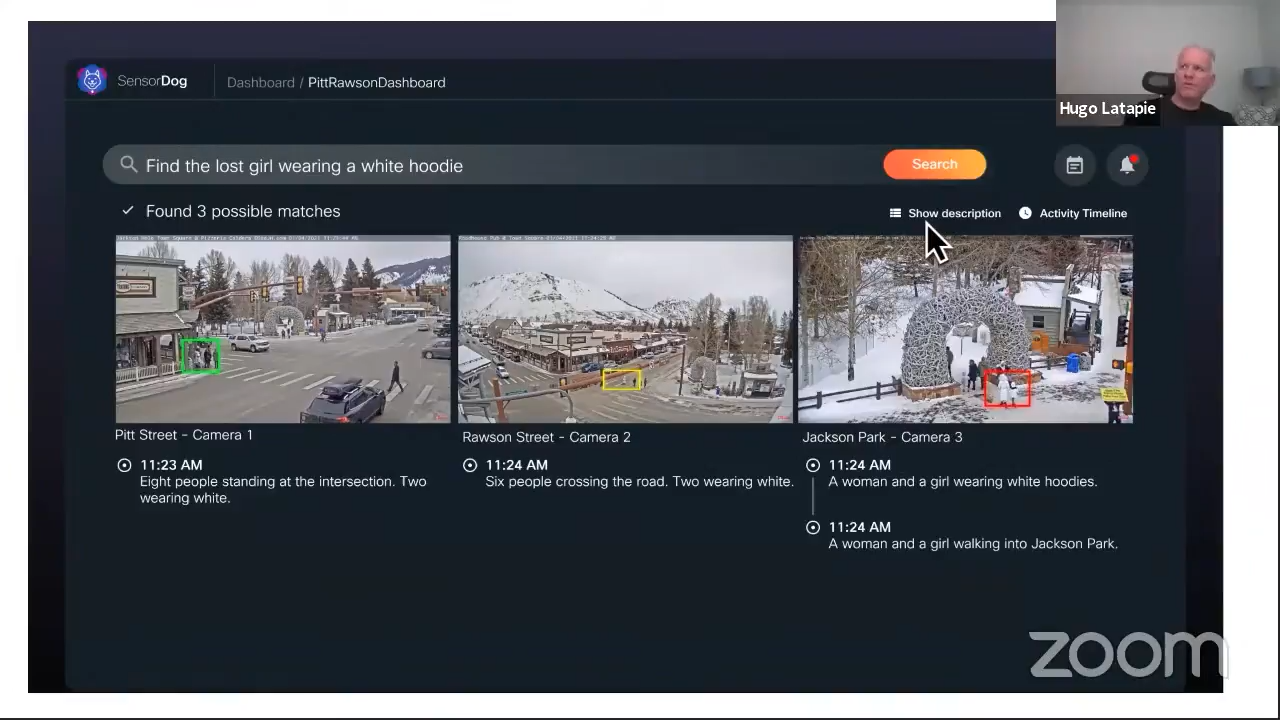 Hugo Latapie
SensorDog
Dashboard / PittRawsonDashboard
Find the lost girl wearing a white hoodie
Search
Found 3 possible matches
Show description
Activity Timeline
Pitt Street - Camera 1
11:23 AM
Eight people standing at the intersection. Two
wearing white.
Rawson Street - Camera 2
11:24 AM
Six people crossing the road. Two wearing white.
Jackson Park - Camera 3
11:24 AM
A woman and a girl wearing white hoodies.
11:24 AM
A woman and a girl walking into Jackson Park.
zoom